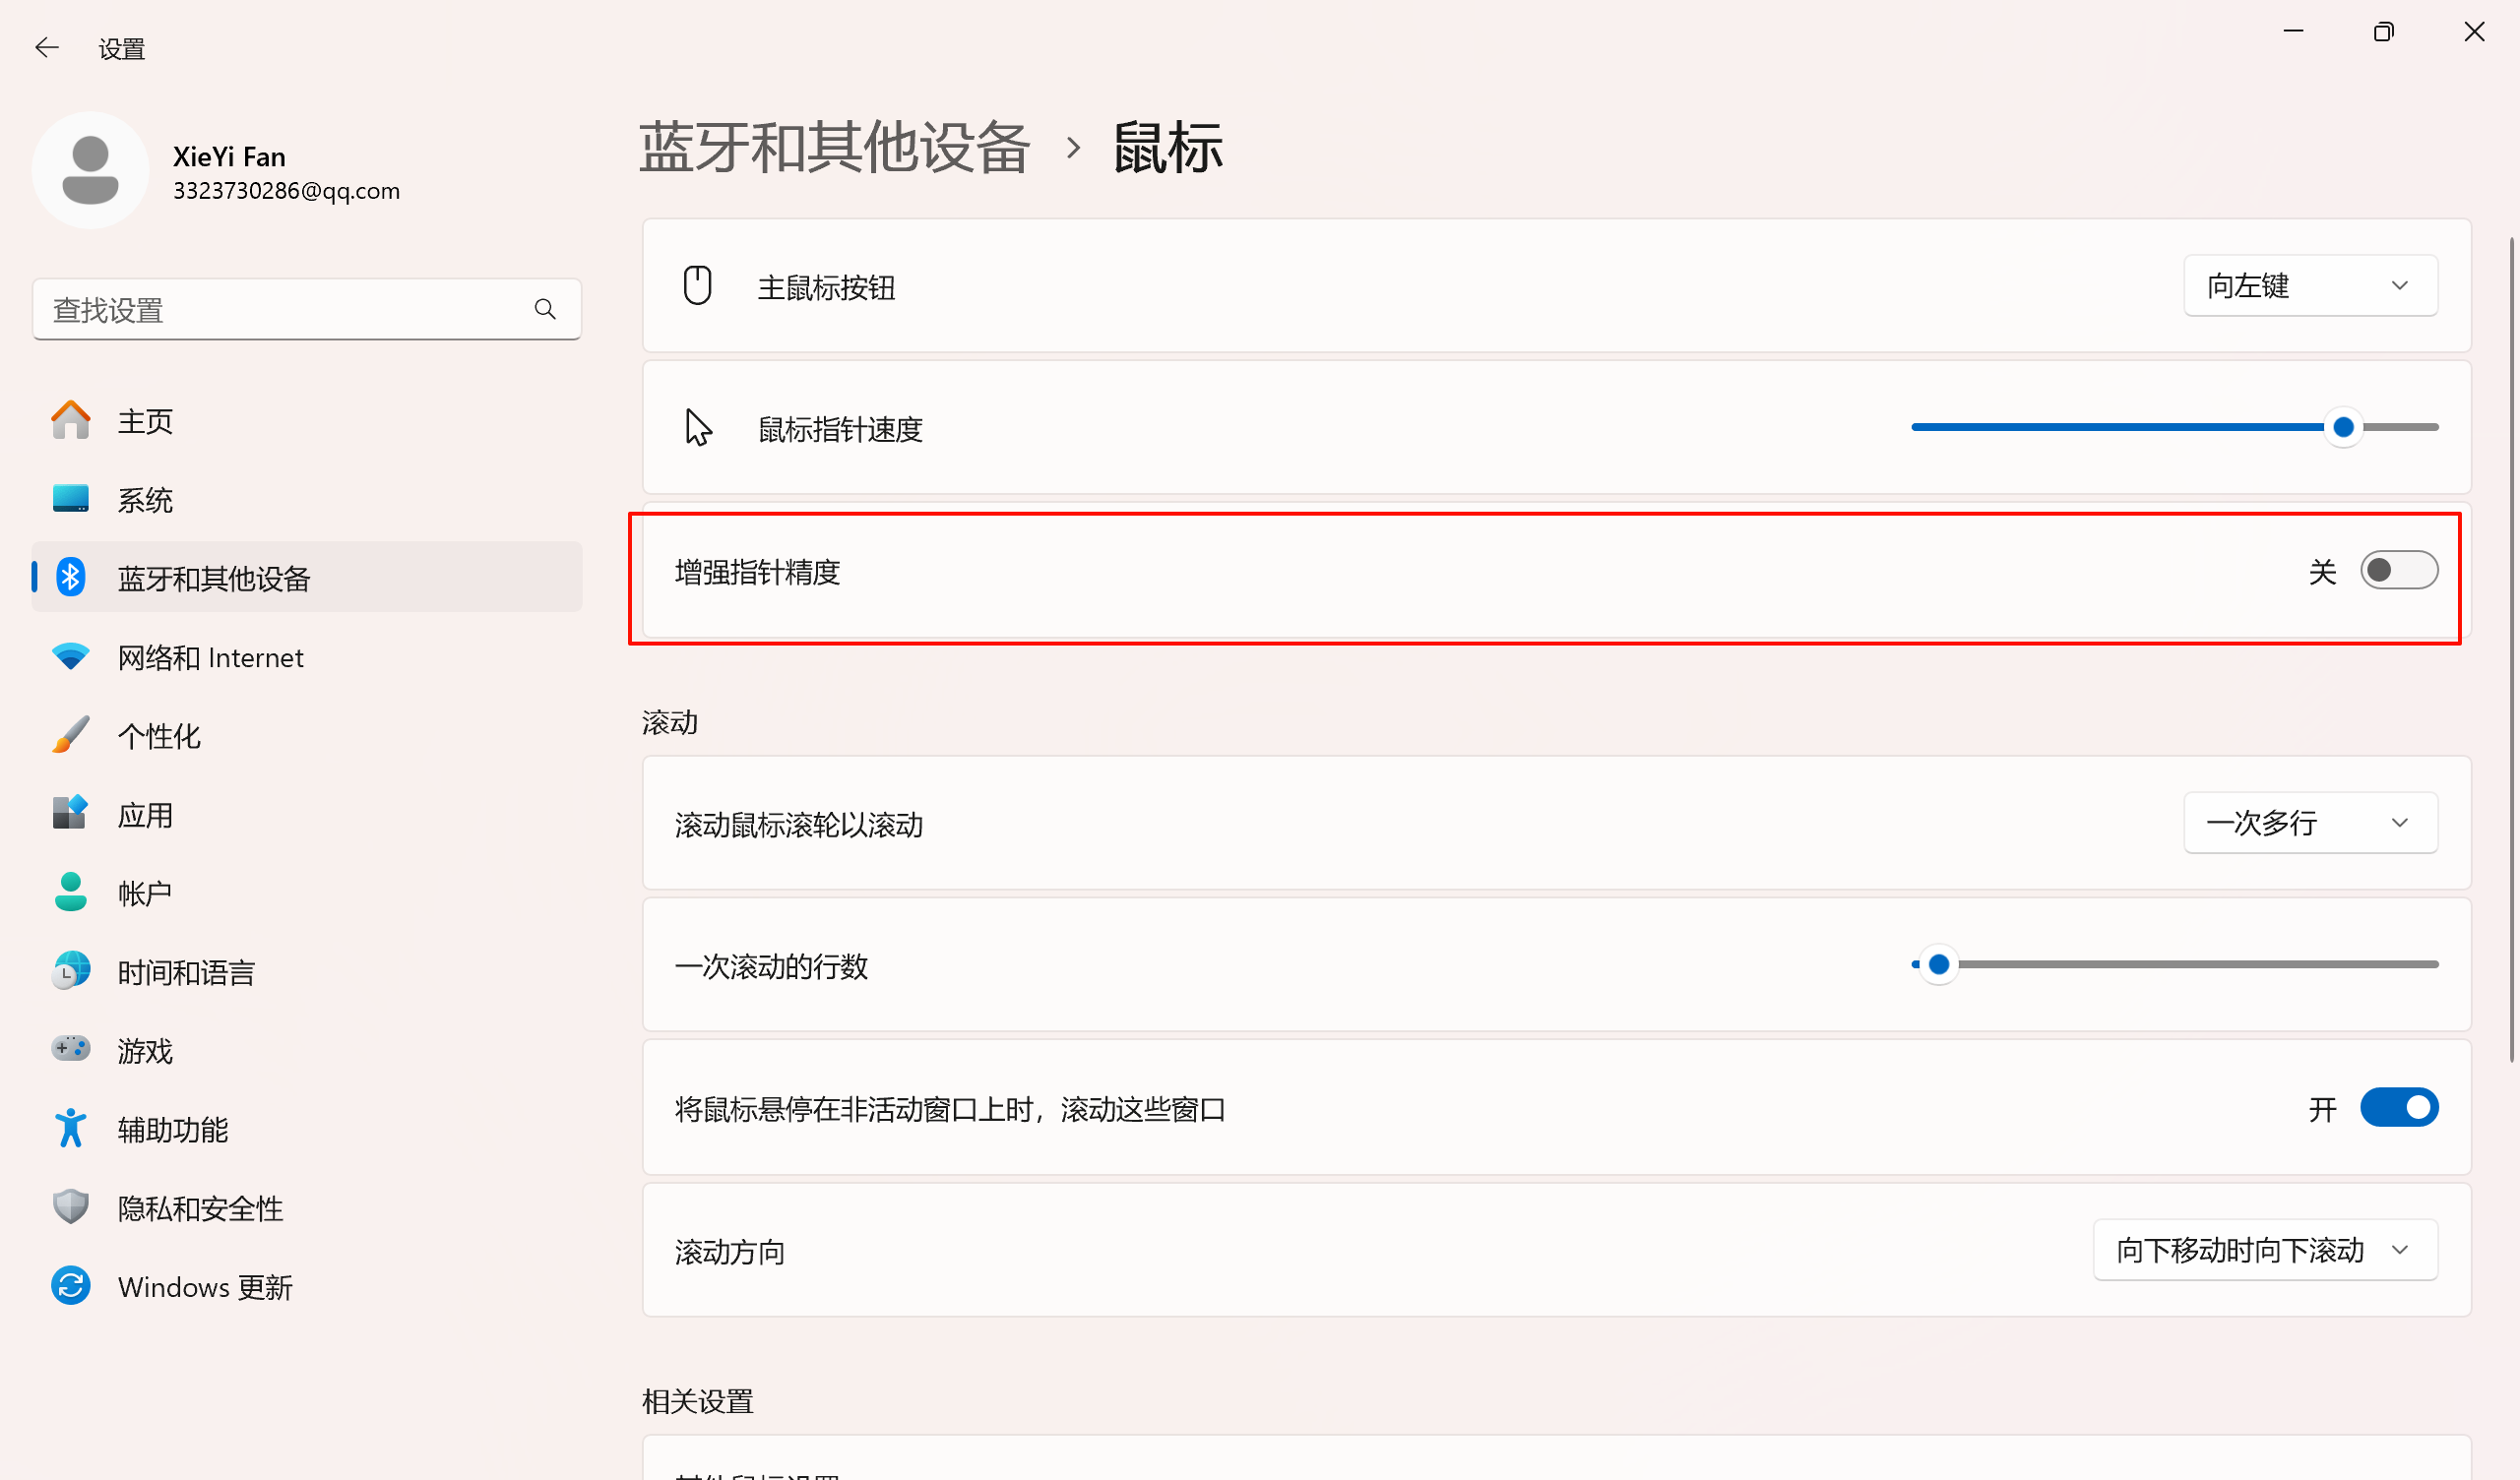 设置
XieYi Fan
3323730286@qq.com
查找设置
主页
系统
蓝牙和其他设备
网络和 Internet
个性化
应用
帐户
时间和语言
游戏
辅助功能
隐私和安全性
Windows 更新
蓝牙和其他设备 › 鼠标
主鼠标按钮
向左键
鼠标指针速度
增强指针精度
关
滚动
滚动鼠标滚轮以滚动
一次多行
一次滚动的行数
将鼠标悬停在非活动窗口上时，滚动这些窗口
开
滚动方向
向下移动时向下滚动
相关设置